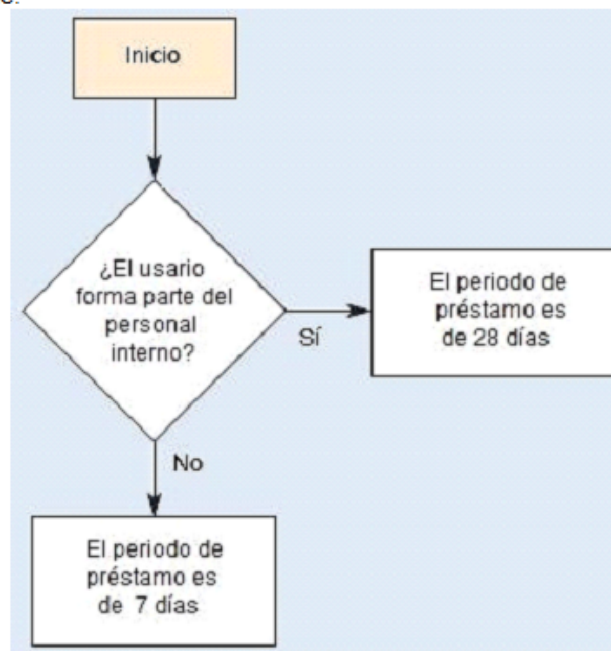 Inicio
¿El usario
forma parte del
personal
interno?
Sí
El periodo de
préstamo es
de 28 días
No
El periodo de
préstamo es
de 7 días